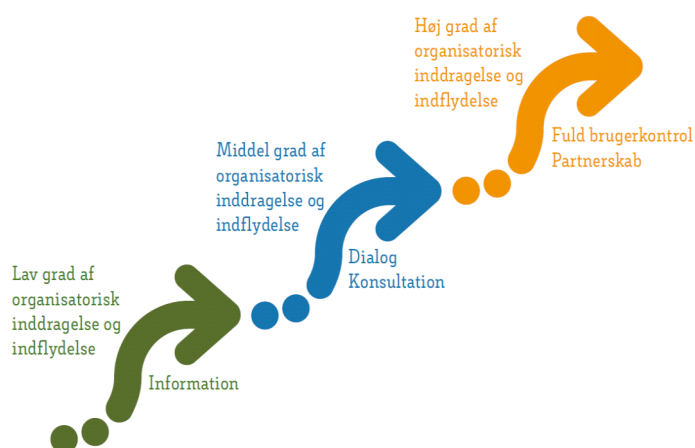 Høj grad af
organisatorisk
inddragelse og
indflydelse
Fuld brugerkontrol
Partnerskab
Middel grad af
organisatorisk
inddragelse og
indflydelse
Dialog
Konsultation
Lav grad af
organisatorisk
inddragelse og
indflydelse
Information